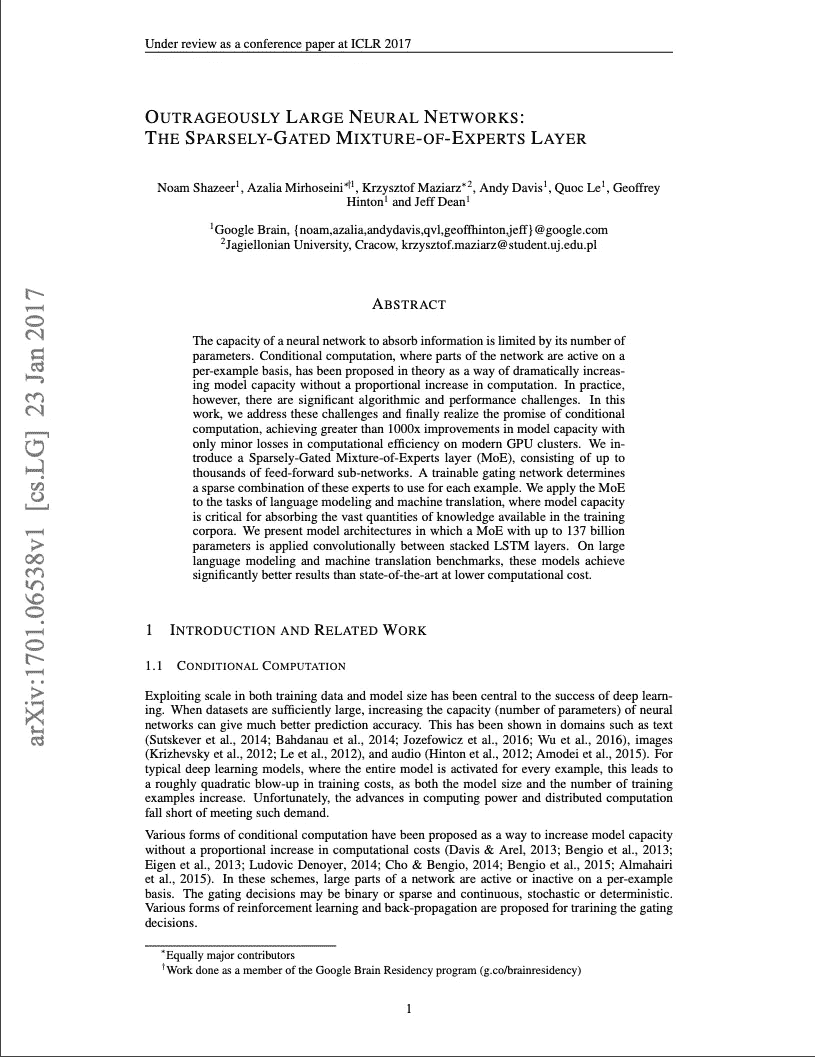 Under review as a conference paper at ICLR 2017
OUTRAGEOUSLY LARGE NEURAL NETWORKS:
THE SPARSELY-GATED MIXTURE-OF-EXPERTS LAYER
Noam Shazeer1, Azalia Mirhoseini*†1, Krzysztof Maziarz*2, Andy Davis1, Quoc Le1, Geoffrey
Hinton1 and Jeff Dean1
1Google Brain, {noam,azalia,andydavis,qvl,geoffhinton,jeff}@google.com
2Jagiellonian University, Cracow, krzysztof.maziarz@student.uj.edu.pl
ABSTRACT
The capacity of a neural network to absorb information is limited by its number of
parameters. Conditional computation, where parts of the network are active on a
per-example basis, has been proposed in theory as a way of dramatically increas-
ing model capacity without a proportional increase in computation. In practice,
however, there are significant algorithmic and performance challenges. In this
work, we address these challenges and finally realize the promise of conditional
computation, achieving greater than 1000x improvements in model capacity with
only minor losses in computational efficiency on modern GPU clusters. We in-
troduce a Sparsely-Gated Mixture-of-Experts layer (MoE), consisting of up to
thousands of feed-forward sub-networks. A trainable gating network determines
a sparse combination of these experts to use for each example. We apply the MoE
to the tasks of language modeling and machine translation, where model capacity
is critical for absorbing the vast quantities of knowledge available in the training
corpora. We present model architectures in which a MoE with up to 137 billion
parameters is applied convolutionally between stacked LSTM layers. On large
language modeling and machine translation benchmarks, these models achieve
significantly better results than state-of-the-art at lower computational cost.
1 INTRODUCTION AND RELATED WORK
1.1 CONDITIONAL COMPUTATION
Exploiting scale in both training data and model size has been central to the success of deep learn-
ing. When datasets are sufficiently large, increasing the capacity (number of parameters) of neural
networks can give much better prediction accuracy. This has been shown in domains such as text
(Sutskever et al., 2014; Bahdanau et al., 2014; Jozefowicz et al., 2016; Wu et al., 2016), images
(Krizhevsky et al., 2012; Le et al., 2012), and audio (Hinton et al., 2012; Amodei et al., 2015). For
typical deep learning models, where the entire model is activated for every example, this leads to
a roughly quadratic blow-up in training costs, as both the model size and the number of training
examples increase. Unfortunately, the advances in computing power and distributed computation
fall short of meeting such demand.
Various forms of conditional computation have been proposed as a way to increase model capacity
without a proportional increase in computational costs (Davis & Arel, 2013; Bengio et al., 2013;
Eigen et al., 2013; Ludovic Denoyer, 2014; Cho & Bengio, 2014; Bengio et al., 2015; Almahairi
et al., 2015). In these schemes, large parts of a network are active or inactive on a per-example
basis. The gating decisions may be binary or sparse and continuous, stochastic or deterministic.
Various forms of reinforcement learning and back-propagation are proposed for trarining the gating
decisions.
*Equally major contributors
†Work done as a member of the Google Brain Residency program (g.co/brainresidency)
1
arXiv:1701.06538v1 [cs.LG] 23 Jan 2017